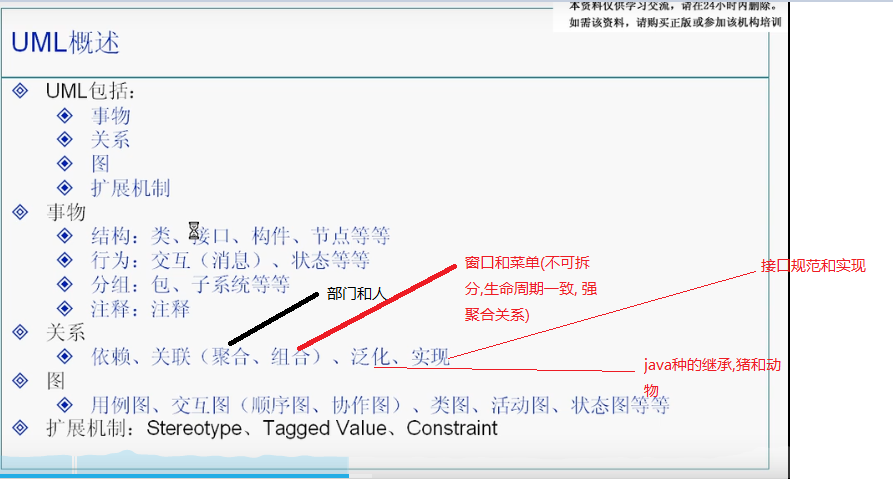 本资料仅供学习交流，请在24小时内删除。
如需该资料，请购买正版或参加该机构培训
UML概述
UML包括：
事物
关系
图
扩展机制
事物
结构：类、接口、构件、节点等等
行为：交互（消息）、状态等等
分组：包、子系统等等
注释：注释
部门和人
窗口和菜单(不可拆
分,生命周期一致, 强
聚合关系)
接口规范和实现
关系
依赖、关联（聚合、组合）、泛化、实现
java种的继承,猪和动
物
图
用例图、交互图（顺序图、协作图）、类图、活动图、状态图等等
扩展机制：Stereotype、Tagged Value、Constraint